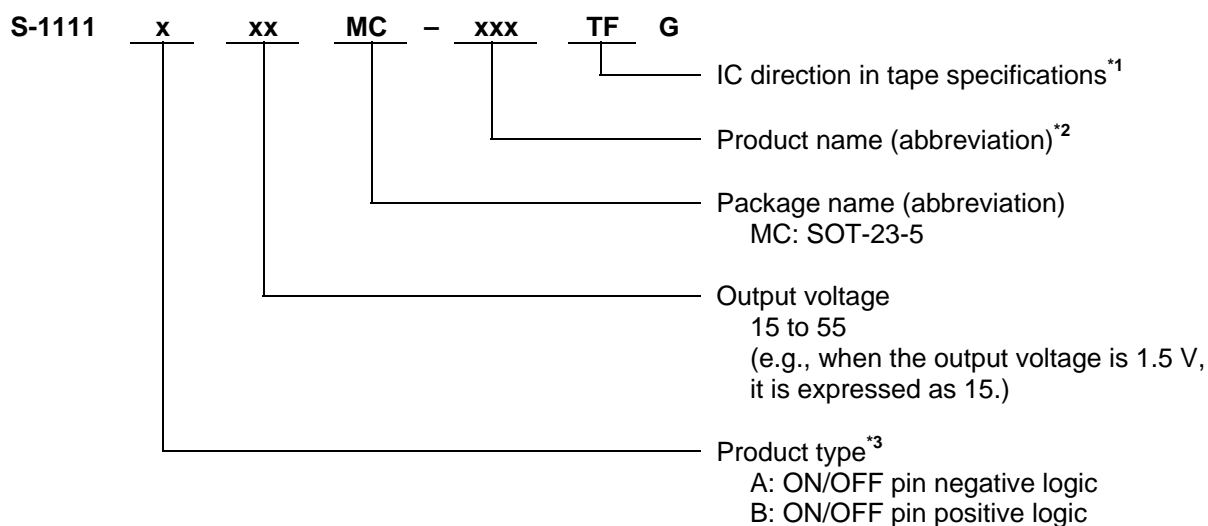 S-1111 x xx MC – xxx TF G
IC direction in tape specifications*1
Product name (abbreviation)*2
Package name (abbreviation)
MC: SOT-23-5
Output voltage
15 to 55
(e.g., when the output voltage is 1.5 V,
it is expressed as 15.)
Product type*3
A: ON/OFF pin negative logic
B: ON/OFF pin positive logic